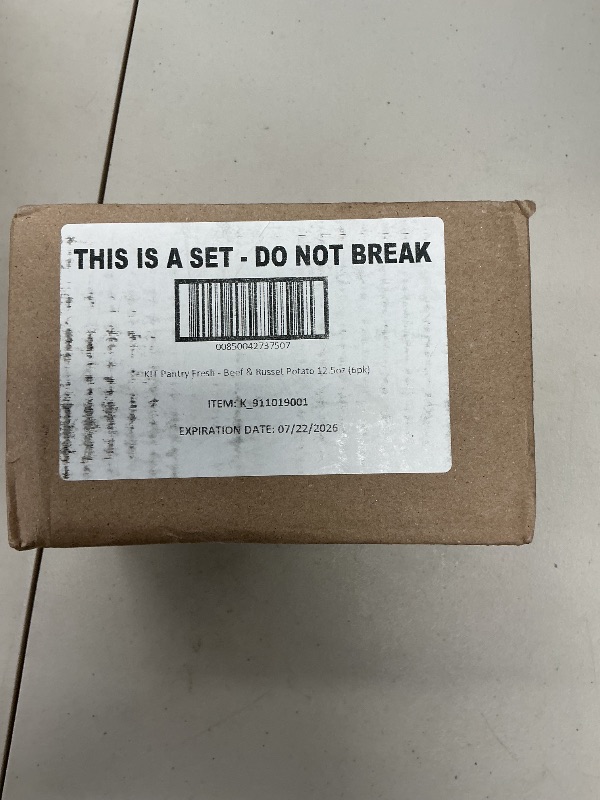 THIS IS A SET - DO NOT BREAK
00850042737507
KIT Pantry Fresh - Beef & Russet Potato 12.5oz (6pk)
ITEM: K_911019001
EXPIRATION DATE: 07/22/2026